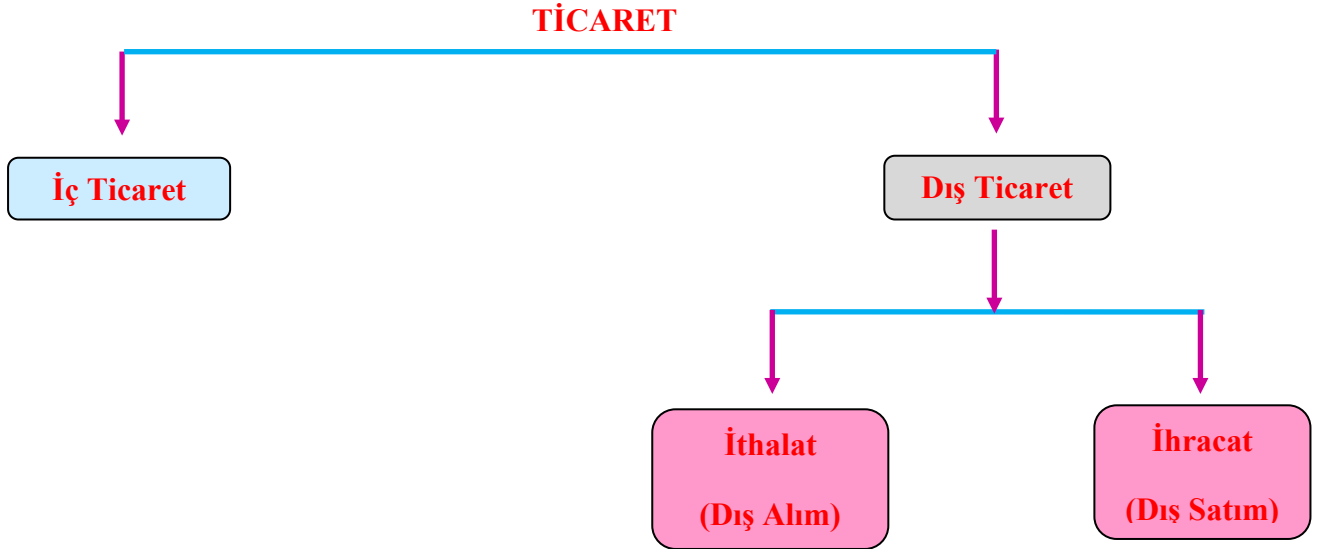 TİCARET
İç Ticaret
Dış Ticaret
İthalat
(Dış Alım)
İhracat
(Dış Satım)